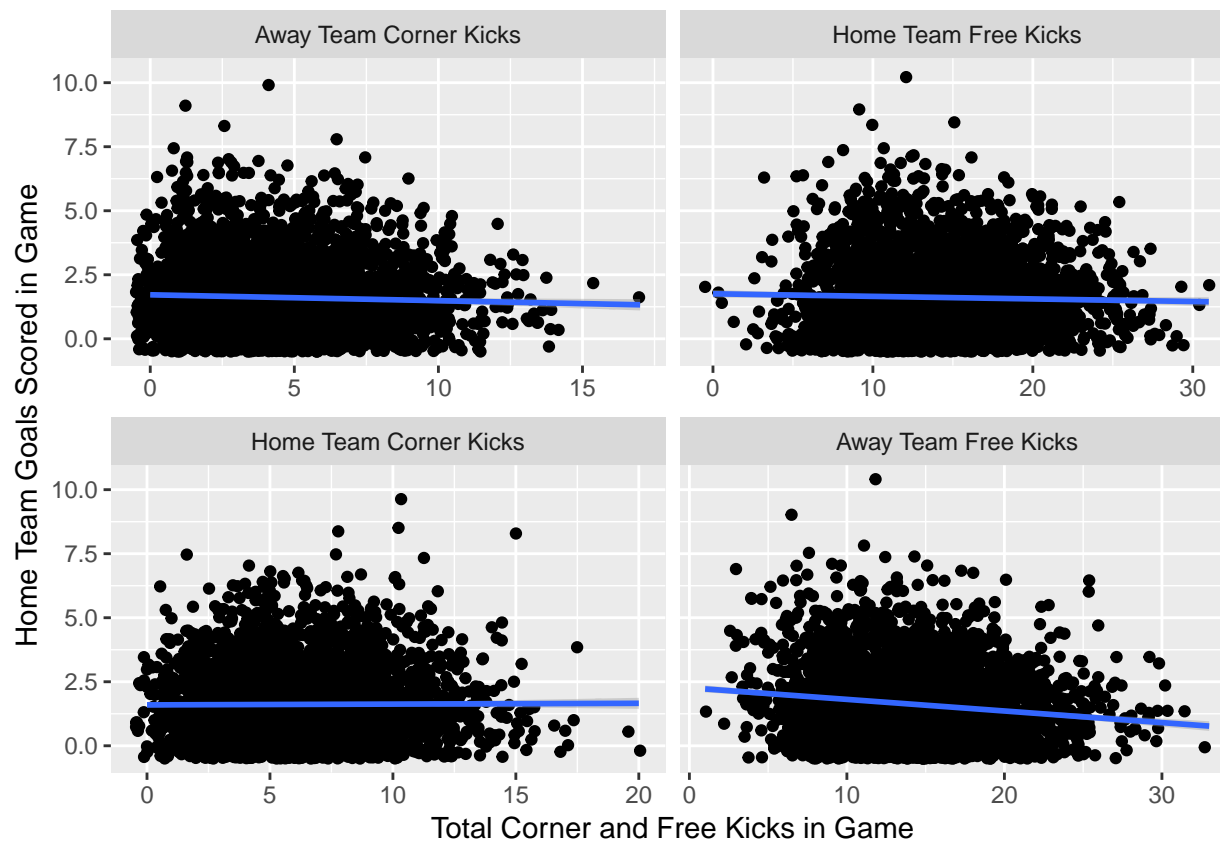 Away Team Corner Kicks
Home Team Free Kicks
10.0
7.5
5.0
2.5
0.0
0 5 10 15
0 10 20 30
Home Team Corner Kicks
Away Team Free Kicks
10.0
7.5
5.0
2.5
0.0
0 5 10 15 20
0 10 20 30
Home Team Goals Scored in Game
Total Corner and Free Kicks in Game